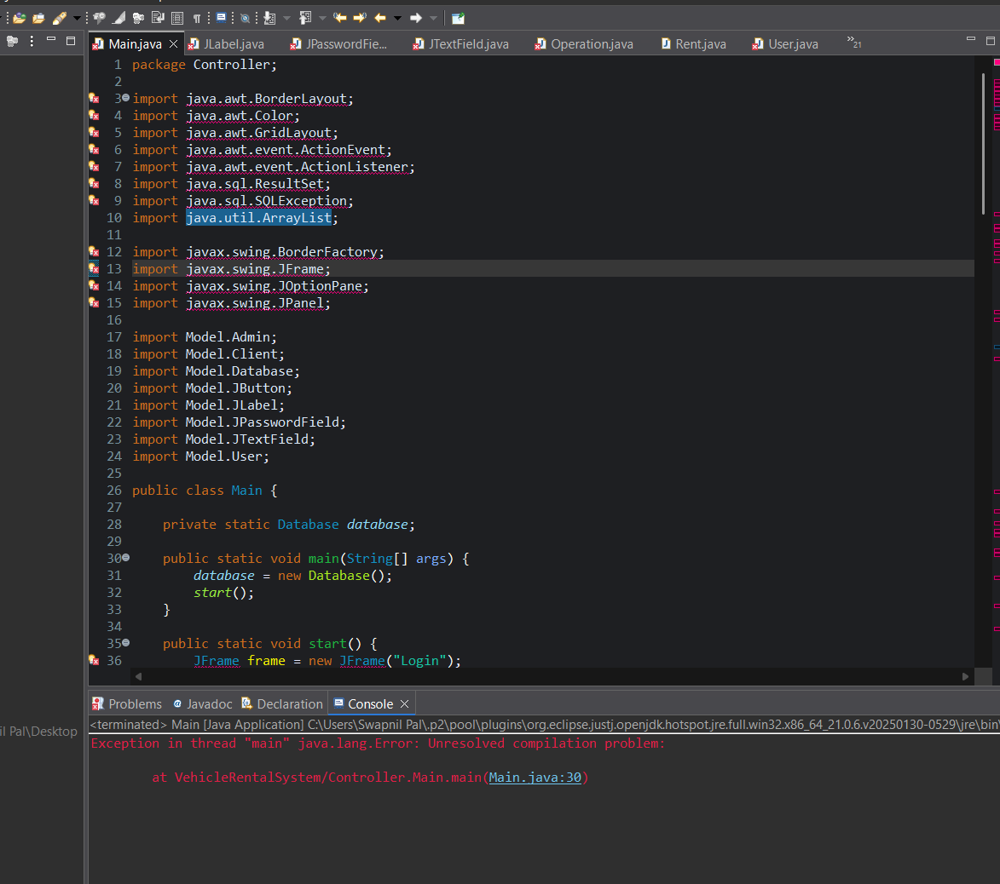 Main.java
JLabel.java
JPasswordFie...
JTextField.java
Operation.java
Rent.java
User.java
»21
1 package Controller;
2
3 import java.awt.BorderLayout;
4 import java.awt.Color;
5 import java.awt.GridLayout;
6 import java.awt.event.ActionEvent;
7 import java.awt.event.ActionListener;
8 import java.sql.ResultSet;
9 import java.sql.SQLException;
10 import java.util.ArrayList;
11
12 import javax.swing.BorderFactory;
13 import javax.swing.JFrame;
14 import javax.swing.JOptionPane;
15 import javax.swing.JPanel;
16
17 import Model.Admin;
18 import Model.Client;
19 import Model.Database;
20 import Model.JButton;
21 import Model.JLabel;
22 import Model.JPasswordField;
23 import Model.JTextField;
24 import Model.User;
25
26 public class Main {
27
28 private static Database database;
29
30 public static void main(String[] args) {
31 database = new Database();
32 start();
33 }
34
35 public static void start() {
36 JFrame frame = new JFrame("Login");
Problems
@ Javadoc
Declaration
Console
il Pal\Desktop
<terminated> Main [Java Application] C:\Users\Swapnil Pal\.p2\pool\plugins\org.eclipse.justj.openjdk.hotspot.jre.full.win32.x86_64_21.0.6.v20250130-0529\jre\bin\
Exception in thread "main" java.lang.Error: Unresolved compilation problem:
at VehicleRentalSystem/Controller.Main.main(Main.java:30)